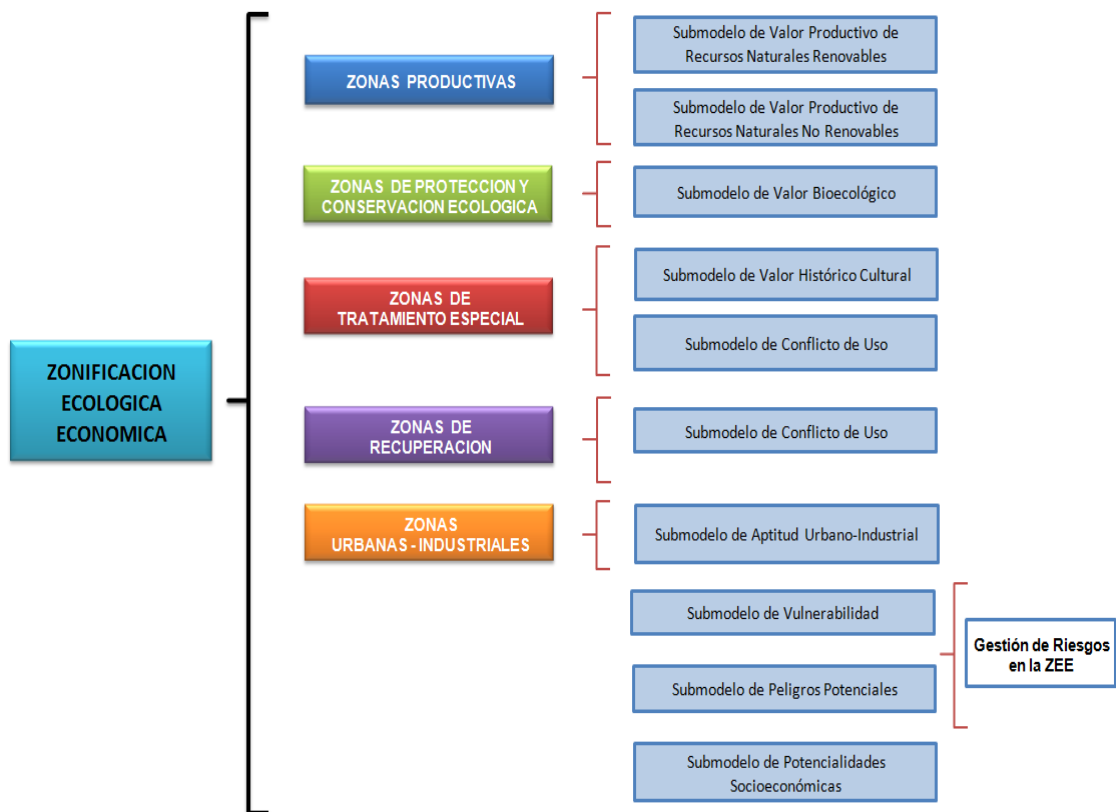 ZONIFICACION
ECOLOGICA
ECONOMICA
ZONAS PRODUCTIVAS
Submodelo de Valor Productivo de
Recursos Naturales Renovables
Submodelo de Valor Productivo de
Recursos Naturales No Renovables
ZONAS DE PROTECCION Y
CONSERVACION ECOLOGICA
Submodelo de Valor Bioecológico
ZONAS DE
TRATAMIENTO ESPECIAL
Submodelo de Valor Histórico Cultural
Submodelo de Conflicto de Uso
ZONAS DE
RECUPERACION
Submodelo de Conflicto de Uso
ZONAS
URBANAS - INDUSTRIALES
Submodelo de Aptitud Urbano-Industrial
Submodelo de Vulnerabilidad
Submodelo de Peligros Potenciales
Gestión de Riesgos
en la ZEE
Submodelo de Potencialidades
Socioeconómicas